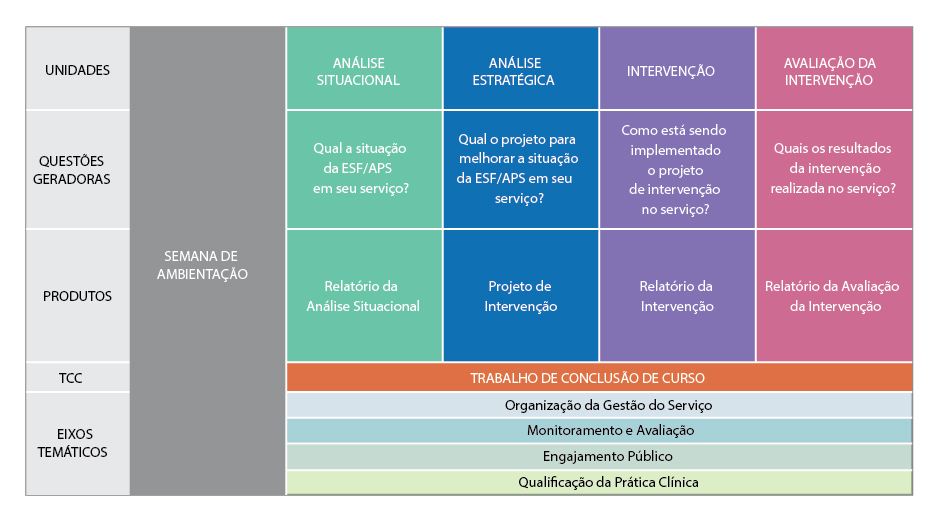 UNIDADES
ANÁLISE
SITUACIONAL
ANÁLISE
ESTRATÉGICA
INTERVENÇÃO
AVALIAÇÃO DA
INTERVENÇÃO
QUESTÕES
GERADORAS
Qual a situação
da ESF/APS
em seu serviço?
Qual o projeto para
melhorar a situação
da ESF/APS em seu
serviço?
Como está sendo
implementado
o projeto
de intervenção
no serviço?
Quais os resultados
da intervenção
realizada no serviço?
SEMANA DE
AMBIENTAÇÃO
PRODUTOS
Relatório da
Análise Situacional
Projeto de
Intervenção
Relatório da
Intervenção
Relatório da Avaliação
da Intervenção
TCC
TRABALHO DE CONCLUSÃO DE CURSO
EIXOS
TEMÁTICOS
Organização da Gestão do Serviço
Monitoramento e Avaliação
Engajamento Público
Qualificação da Prática Clínica